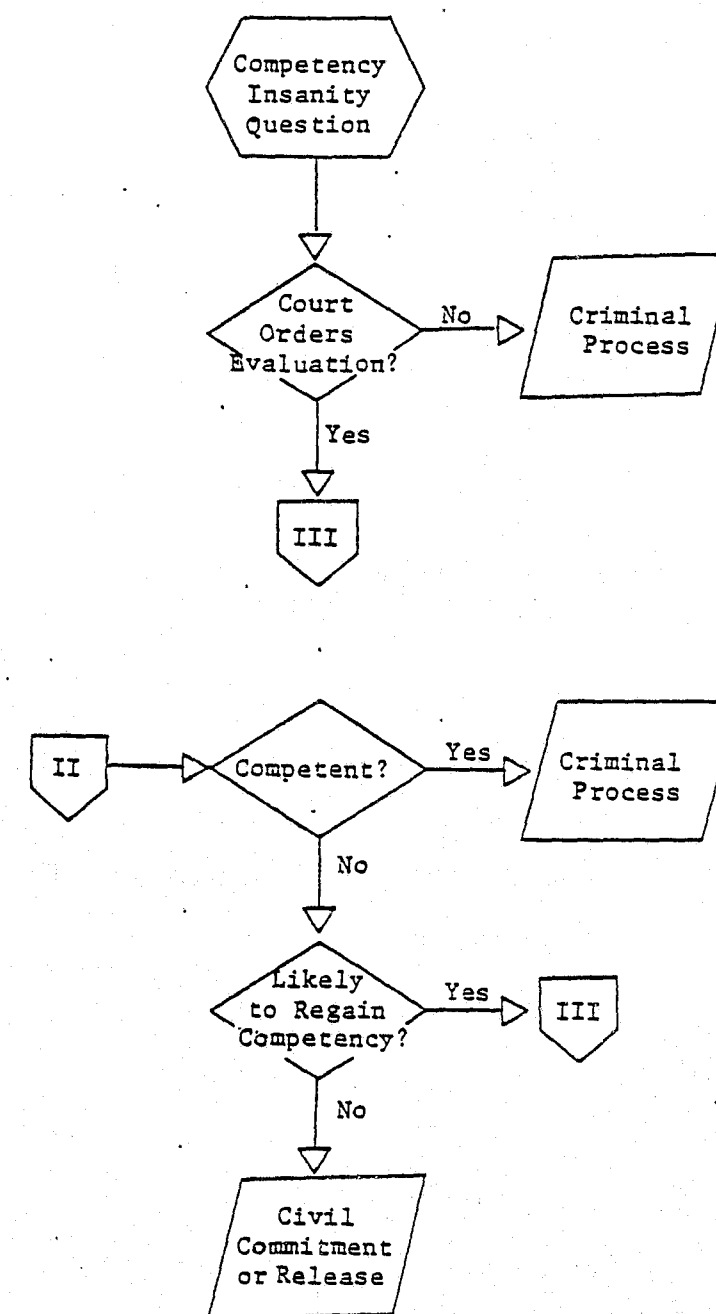 Competency
Insanity
Question
Court
Orders
Evaluation?
No
Criminal
Process
Yes
III
II
Competent?
Yes
Criminal
Process
No
Likely
to Regain
Competency?
Yes
III
No
Civil
Commitment
or Release